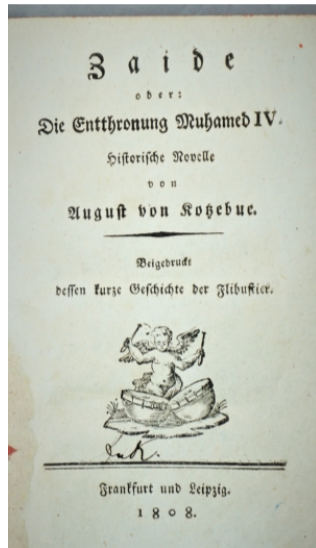 Zaide
oder:
Die Entthronung Muhamed IV.
Historische Novelle
von
August von Kotzebue.
Beigedruckt
dessen kurze Geschichte der Flibustier.
Frankfurt und Leipzig.
1808.